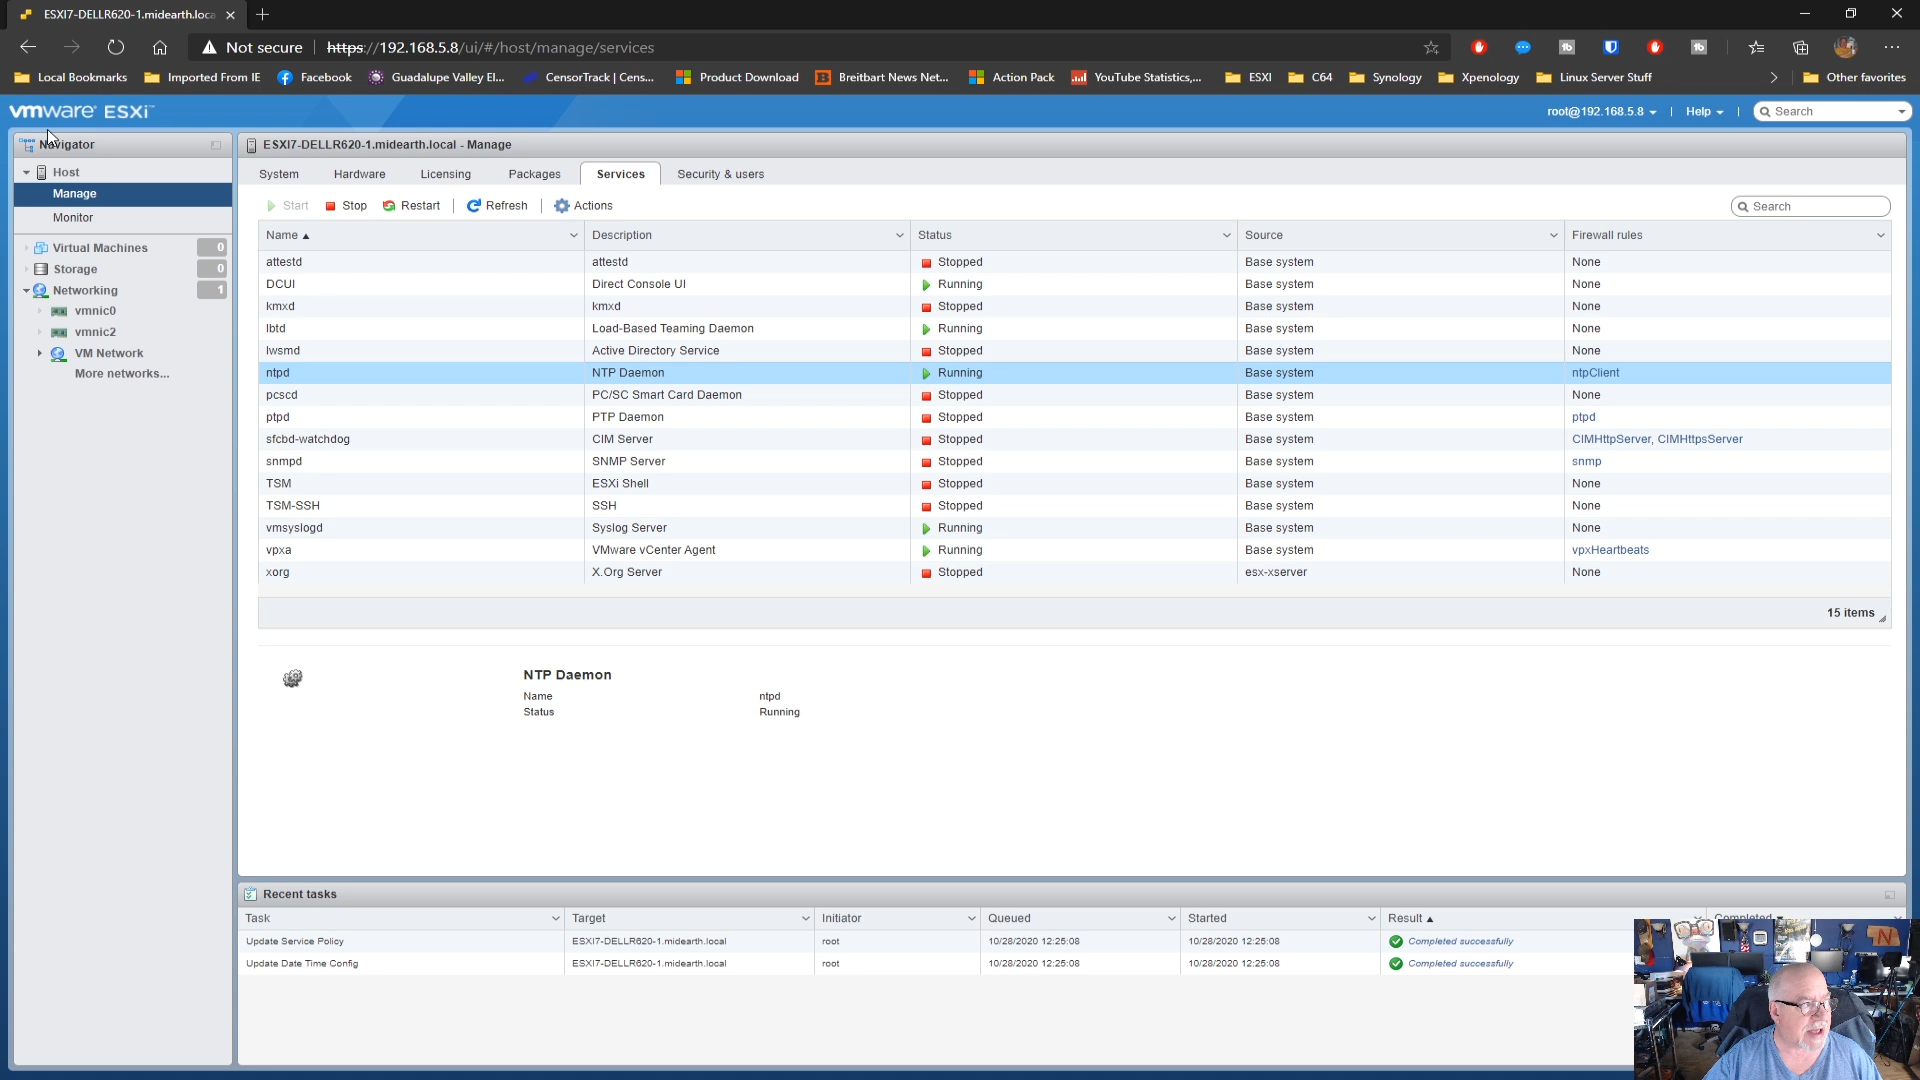 ESXI7-DELLR620-1.midearth.loca
Not secure https://192.168.5.8/ui/#/host/manage/services
Local Bookmarks Imported From IE Facebook Guadalupe Valley El... CensorTrack | Cens... Product Download Breitbart News Net... Action Pack YouTube Statistics,... ESXI C64 Synology Xpenology Linux Server Stuff Other favorites
vmware ESXi root@192.168.5.8 Help Search
Navigator
Host
Manage
Monitor
Virtual Machines 0
Storage 0
Networking 1
vmnic0
vmnic2
VM Network
More networks...
ESXI7-DELLR620-1.midearth.local - Manage
System Hardware Licensing Packages Services Security & users
Start Stop Restart Refresh Actions Search
Name Description Status Source Firewall rules
attestd attestd Stopped Base system None
DCUI Direct Console UI Running Base system None
kmxd kmxd Stopped Base system None
lbtd Load-Based Teaming Daemon Running Base system None
lwsmd Active Directory Service Stopped Base system None
ntpd NTP Daemon Running Base system ntpClient
pcscd PC/SC Smart Card Daemon Stopped Base system None
ptpd PTP Daemon Stopped Base system ptpd
sfcbd-watchdog CIM Server Stopped Base system CIMHttpServer, CIMHttpsServer
snmpd SNMP Server Stopped Base system snmp
TSM ESXi Shell Stopped Base system None
TSM-SSH SSH Stopped Base system None
vmsyslogd Syslog Server Running Base system None
vpxa VMware vCenter Agent Running Base system vpxHeartbeats
xorg X.Org Server Stopped esx-xserver None
15 items
NTP Daemon
Name ntpd
Status Running
Recent tasks
Task Target Initiator Queued Started Result Completed
Update Service Policy ESXI7-DELLR620-1.midearth.local root 10/28/2020 12:25:08 10/28/2020 12:25:08 Completed successfully
Update Date Time Config ESXI7-DELLR620-1.midearth.local root 10/28/2020 12:25:08 10/28/2020 12:25:08 Completed successfully